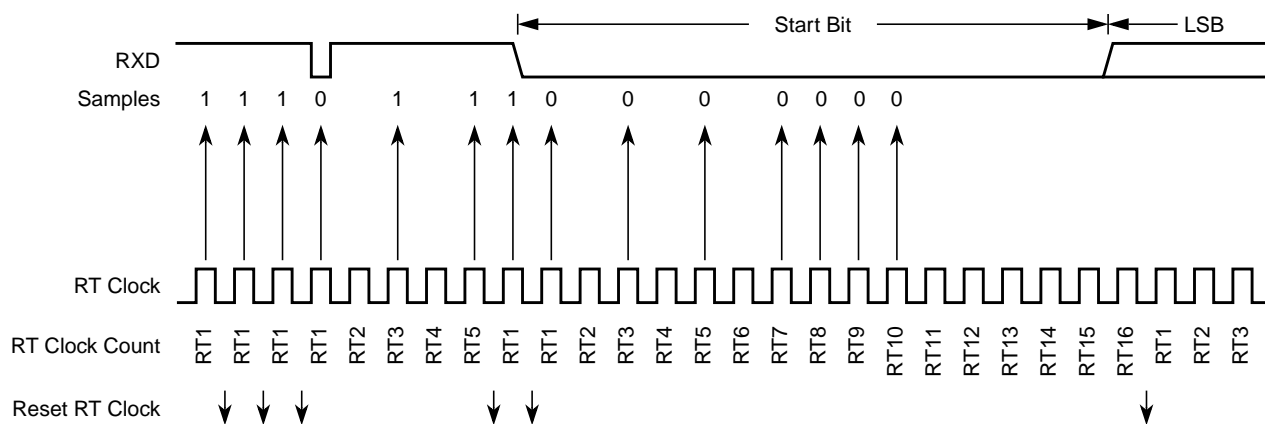 Start Bit LSB
RXD
Samples 1 1 1 0 1 1 1 0 0 0 0 0 0 0
RT Clock
RT Clock Count RT1 RT1 RT1 RT1 RT2 RT3 RT4 RT5 RT1 RT1 RT2 RT3 RT4 RT5 RT6 RT7 RT8 RT9 RT10 RT11 RT12 RT13 RT14 RT15 RT16 RT1 RT2 RT3
Reset RT Clock